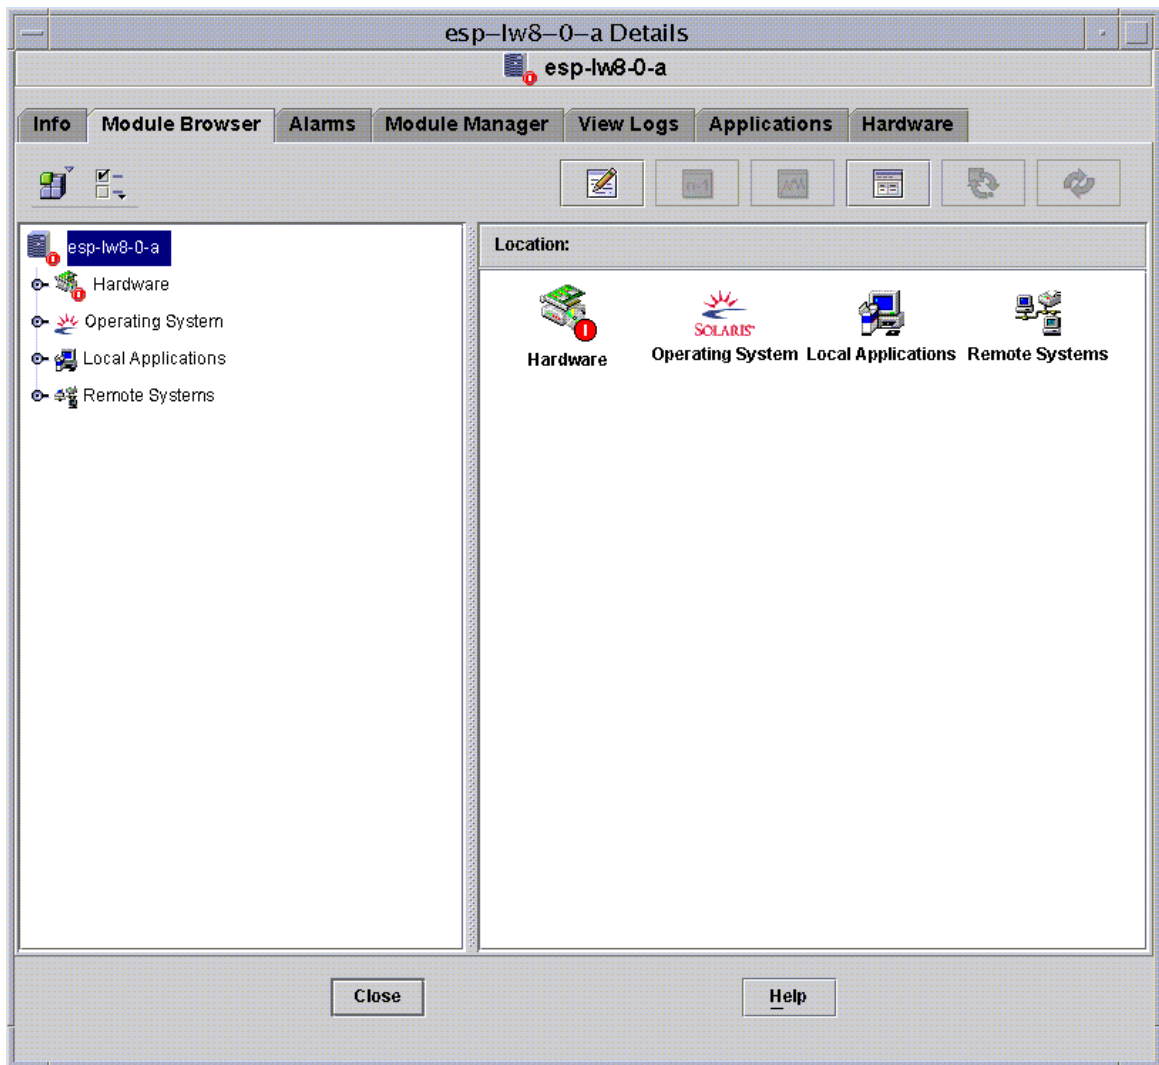 esp–lw8–0–a Details
esp-lw8-0-a
Info Module Browser Alarms Module Manager View Logs Applications Hardware
n-1
esp-lw8-0-a
Hardware
Operating System
Local Applications
Remote Systems
Location:
SOLARIS
Hardware Operating System Local Applications Remote Systems
Close Help